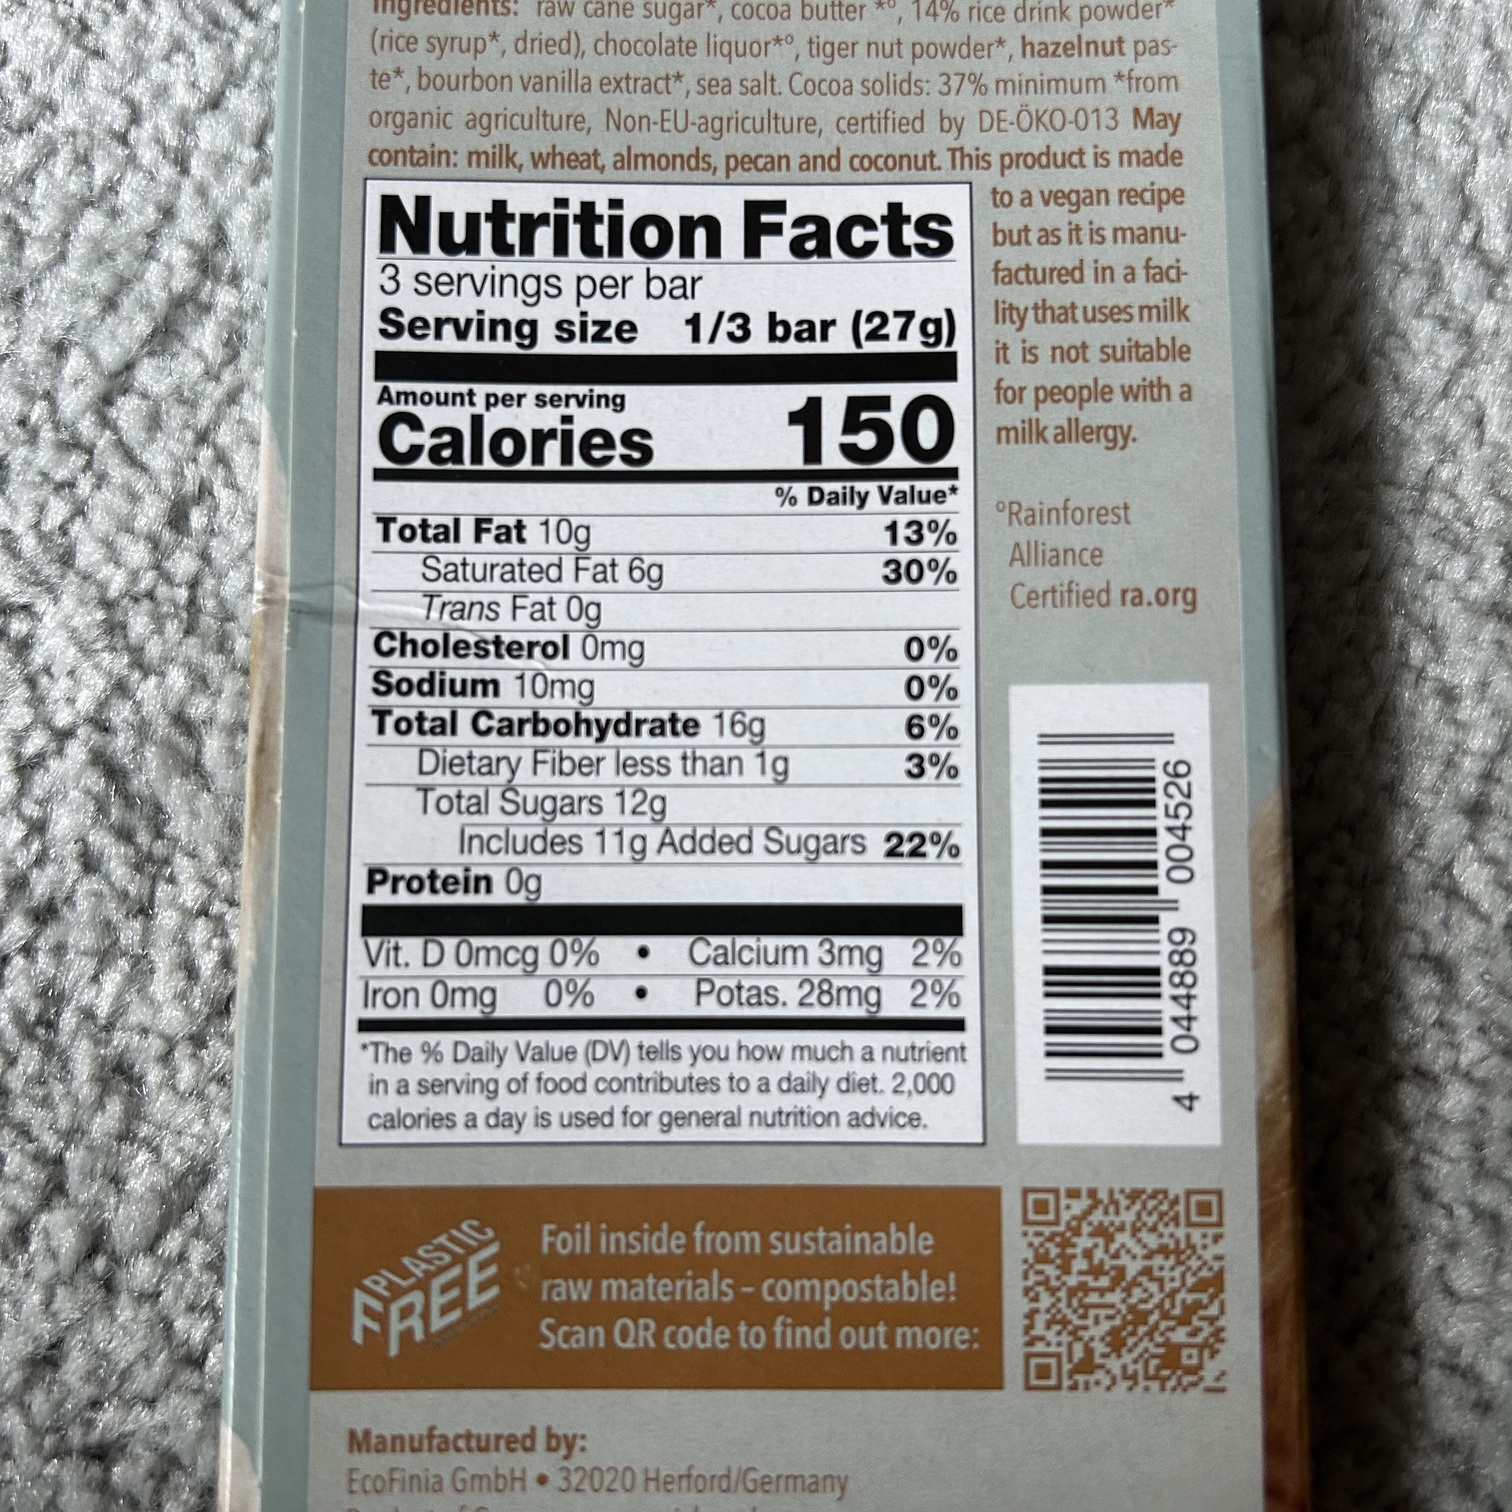 Ingredients: raw cane sugar*, cocoa butter *°, 14% rice drink powder*
(rice syrup*, dried), chocolate liquor*°, tiger nut powder*, hazelnut pas-
te*, bourbon vanilla extract*, sea salt. Cocoa solids: 37% minimum *from
organic agriculture, Non-EU-agriculture, certified by DE-ÖKO-013 May
contain: milk, wheat, almonds, pecan and coconut. This product is made
to a vegan recipe
but as it is manu-
factured in a faci-
lity that uses milk
it is not suitable
for people with a
milk allergy.
°Rainforest
Alliance
Certified ra.org
Nutrition Facts
3 servings per bar
Serving size 1/3 bar (27g)
Amount per serving
Calories 150
% Daily Value*
Total Fat 10g 13%
Saturated Fat 6g 30%
Trans Fat 0g
Cholesterol 0mg 0%
Sodium 10mg 0%
Total Carbohydrate 16g 6%
Dietary Fiber less than 1g 3%
Total Sugars 12g
Includes 11g Added Sugars 22%
Protein 0g
Vit. D 0mcg 0% • Calcium 3mg 2%
Iron 0mg 0% • Potas. 28mg 2%
*The % Daily Value (DV) tells you how much a nutrient
in a serving of food contributes to a daily diet. 2,000
calories a day is used for general nutrition advice.
4 044889 004526
PLASTIC
FREE
Foil inside from sustainable
raw materials – compostable!
Scan QR code to find out more:
Manufactured by:
EcoFinia GmbH • 32020 Herford/Germany